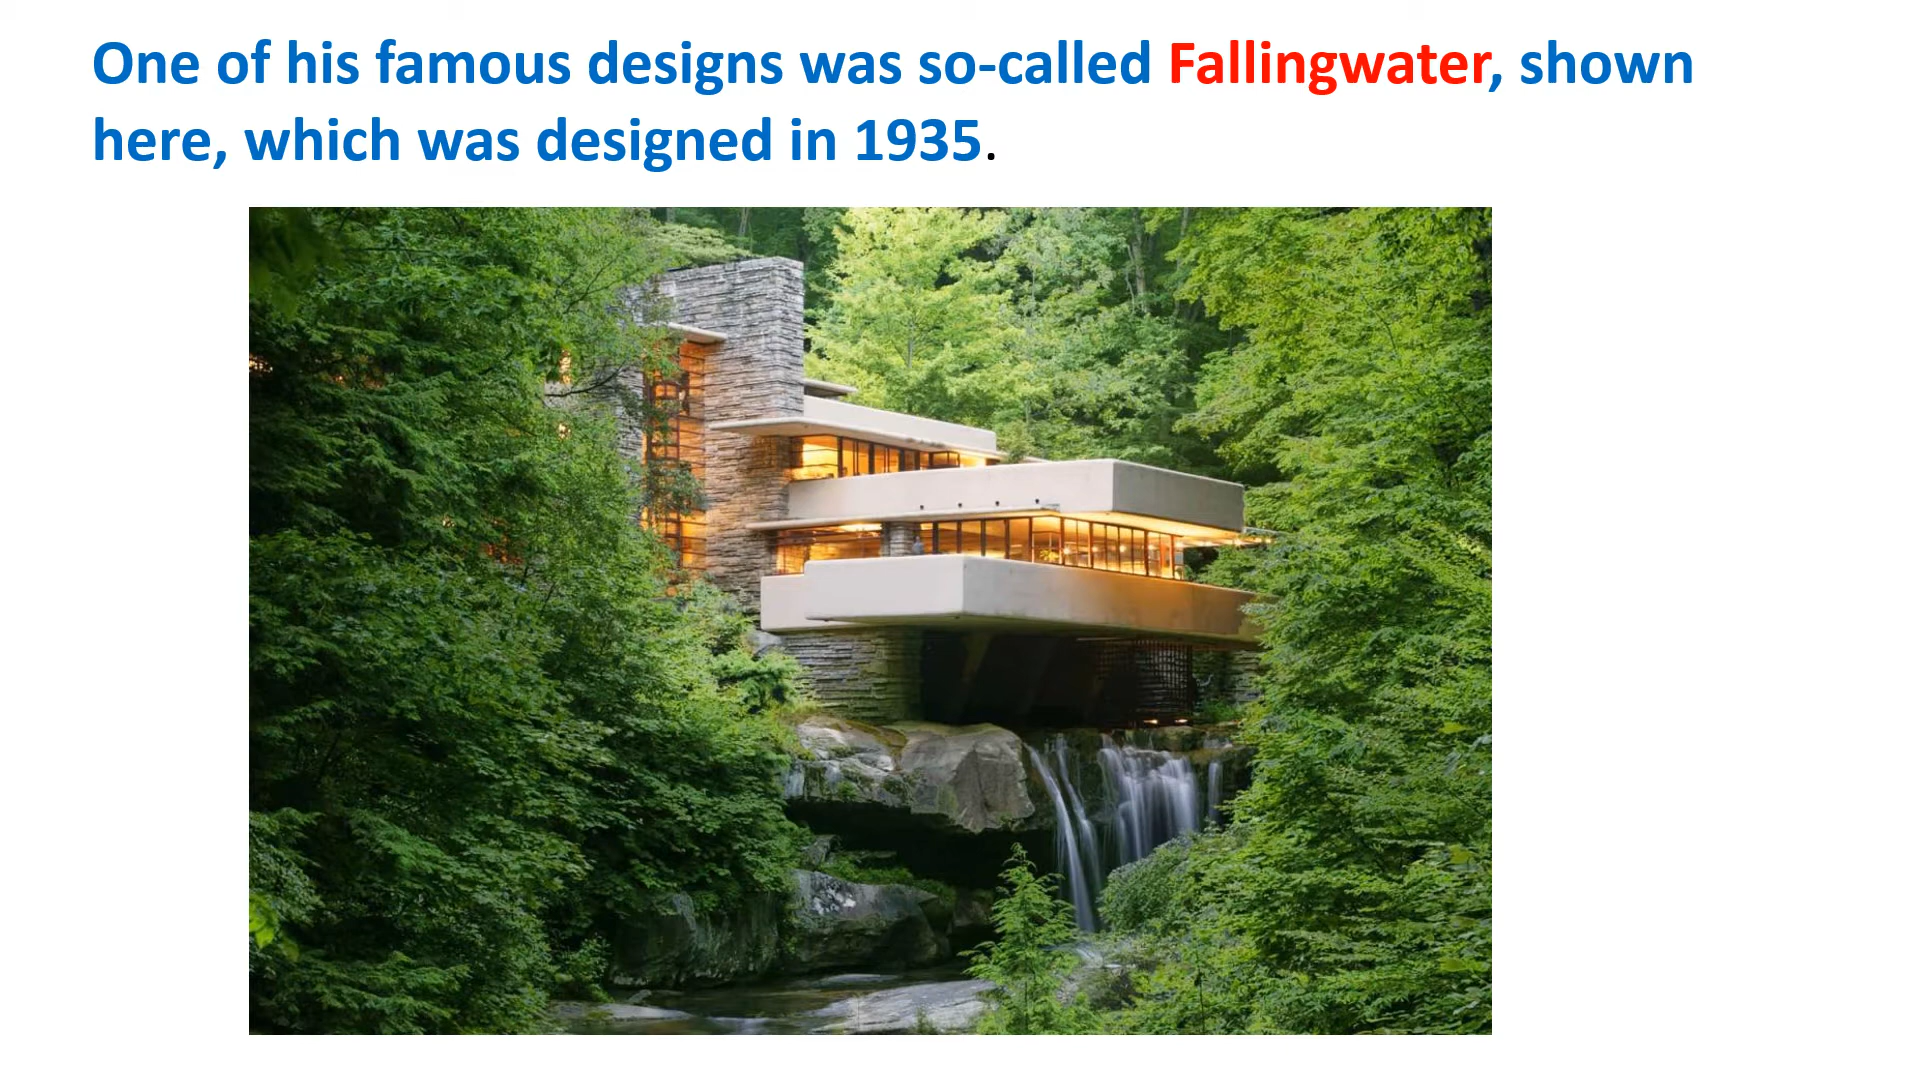 One of his famous designs was so-called Fallingwater, shown
here, which was designed in 1935.